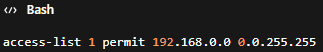 </> Bash
access-list 1 permit 192.168.0.0 0.0.255.255